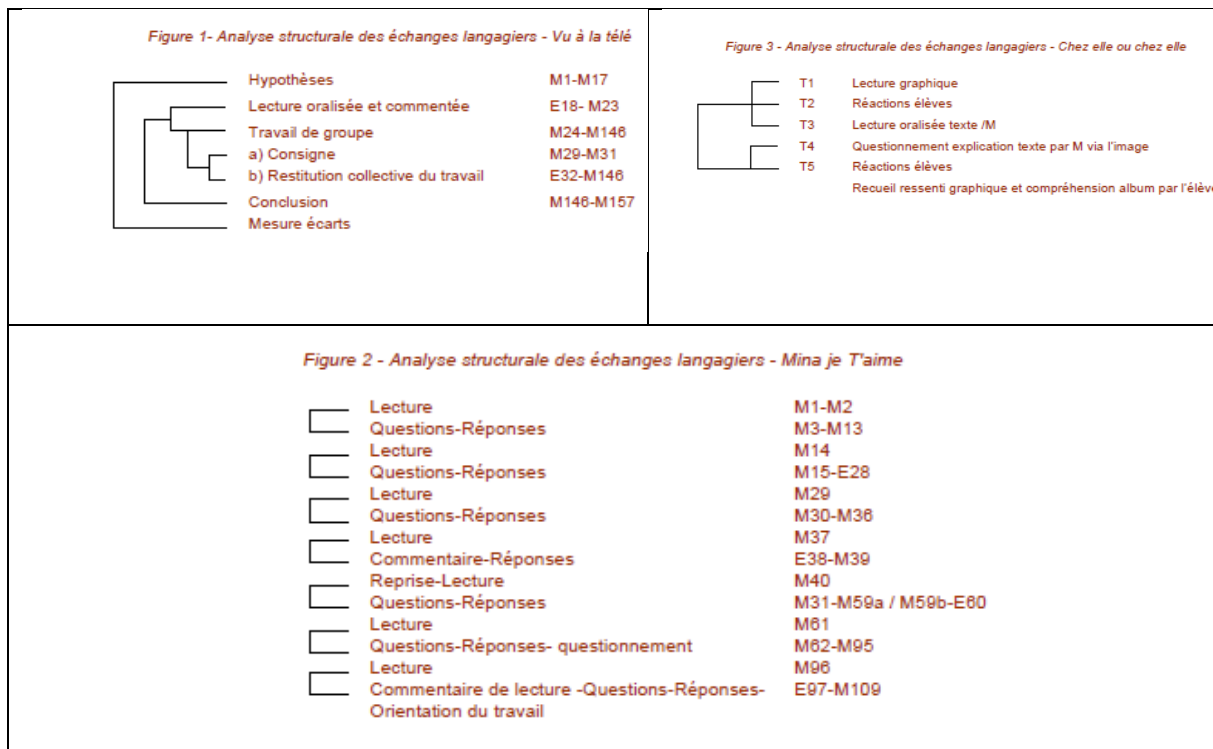 Figure 1- Analyse structurale des échanges langagiers - Vu à la télé
Hypothèses M1-M17
Lecture oralisée et commentée E18- M23
Travail de groupe M24-M146
a) Consigne M29-M31
b) Restitution collective du travail E32-M146
Conclusion M146-M157
Mesure écarts
Figure 3 - Analyse structurale des échanges langagiers - Chez elle ou chez elle
T1 Lecture graphique
T2 Réactions élèves
T3 Lecture oralisée texte /M
T4 Questionnement explication texte par M via l'image
T5 Réactions élèves
Recueil ressenti graphique et compréhension album par l'élève
Figure 2 - Analyse structurale des échanges langagiers - Mina je T'aime
Lecture M1-M2
Questions-Réponses M3-M13
Lecture M14
Questions-Réponses M15-E28
Lecture M29
Questions-Réponses M30-M36
Lecture M37
Commentaire-Réponses E38-M39
Reprise-Lecture M40
Questions-Réponses M31-M59a / M59b-E60
Lecture M61
Questions-Réponses- questionnement M62-M95
Lecture M96
Commentaire de lecture -Questions-Réponses- E97-M109
Orientation du travail